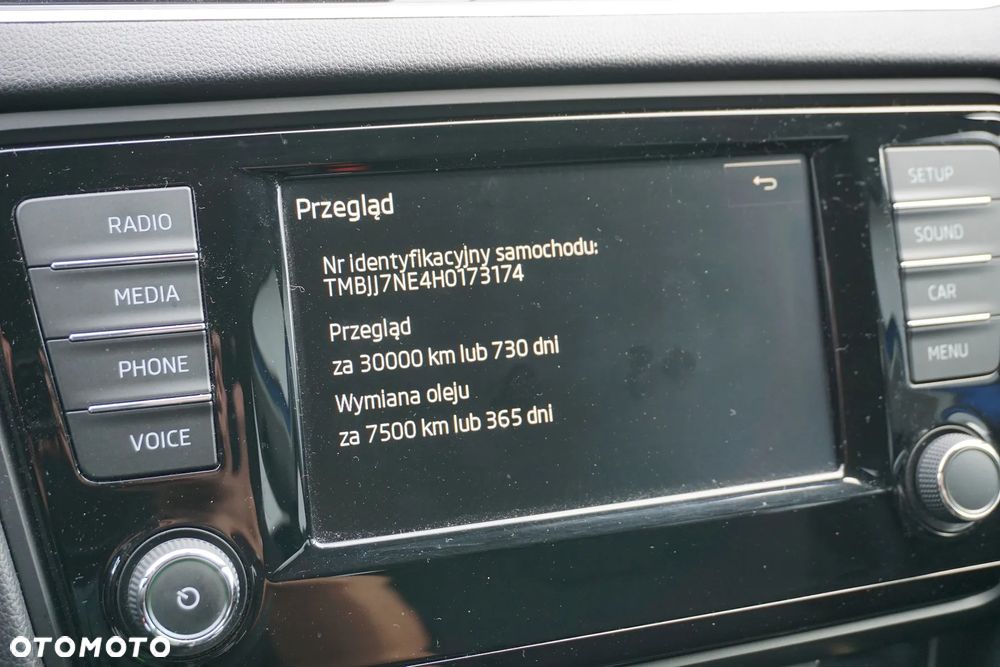 RADIO
MEDIA
PHONE
VOICE
Przegląd
Nr identyfikacyjny samochodu:
TMBJJ7NE4H0173174
Przegląd
za 30000 km lub 730 dni
Wymiana oleju
za 7500 km lub 365 dni
SETUP
SOUND
CAR
MENU
OTOMOTO